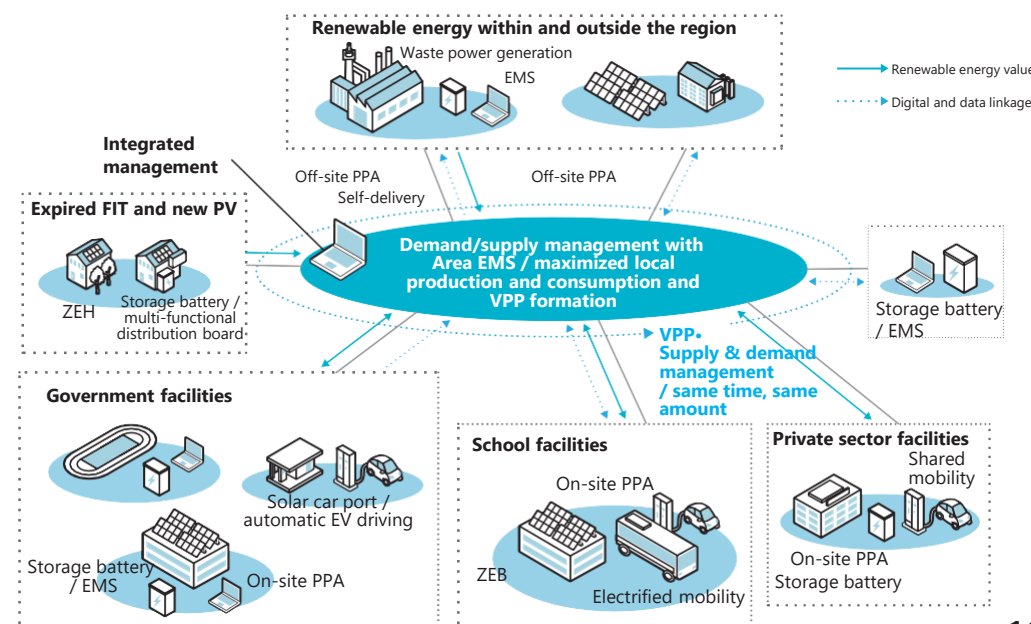 Renewable energy within and outside the region
Waste power generation
EMS
Renewable energy value
Digital and data linkage
Integrated
management
Off-site PPA
Self-delivery
Off-site PPA
Expired FIT and new PV
ZEH
Storage battery /
multi-functional
distribution board
Demand/supply management with
Area EMS / maximized local
production and consumption and
VPP formation
Storage battery
/ EMS
VPP•
Supply & demand
management
/ same time, same
amount
Government facilities
Solar car port /
automatic EV driving
Storage battery
/ EMS
On-site PPA
School facilities
On-site PPA
ZEB
Electrified mobility
Private sector facilities
Shared
mobility
On-site PPA
Storage battery